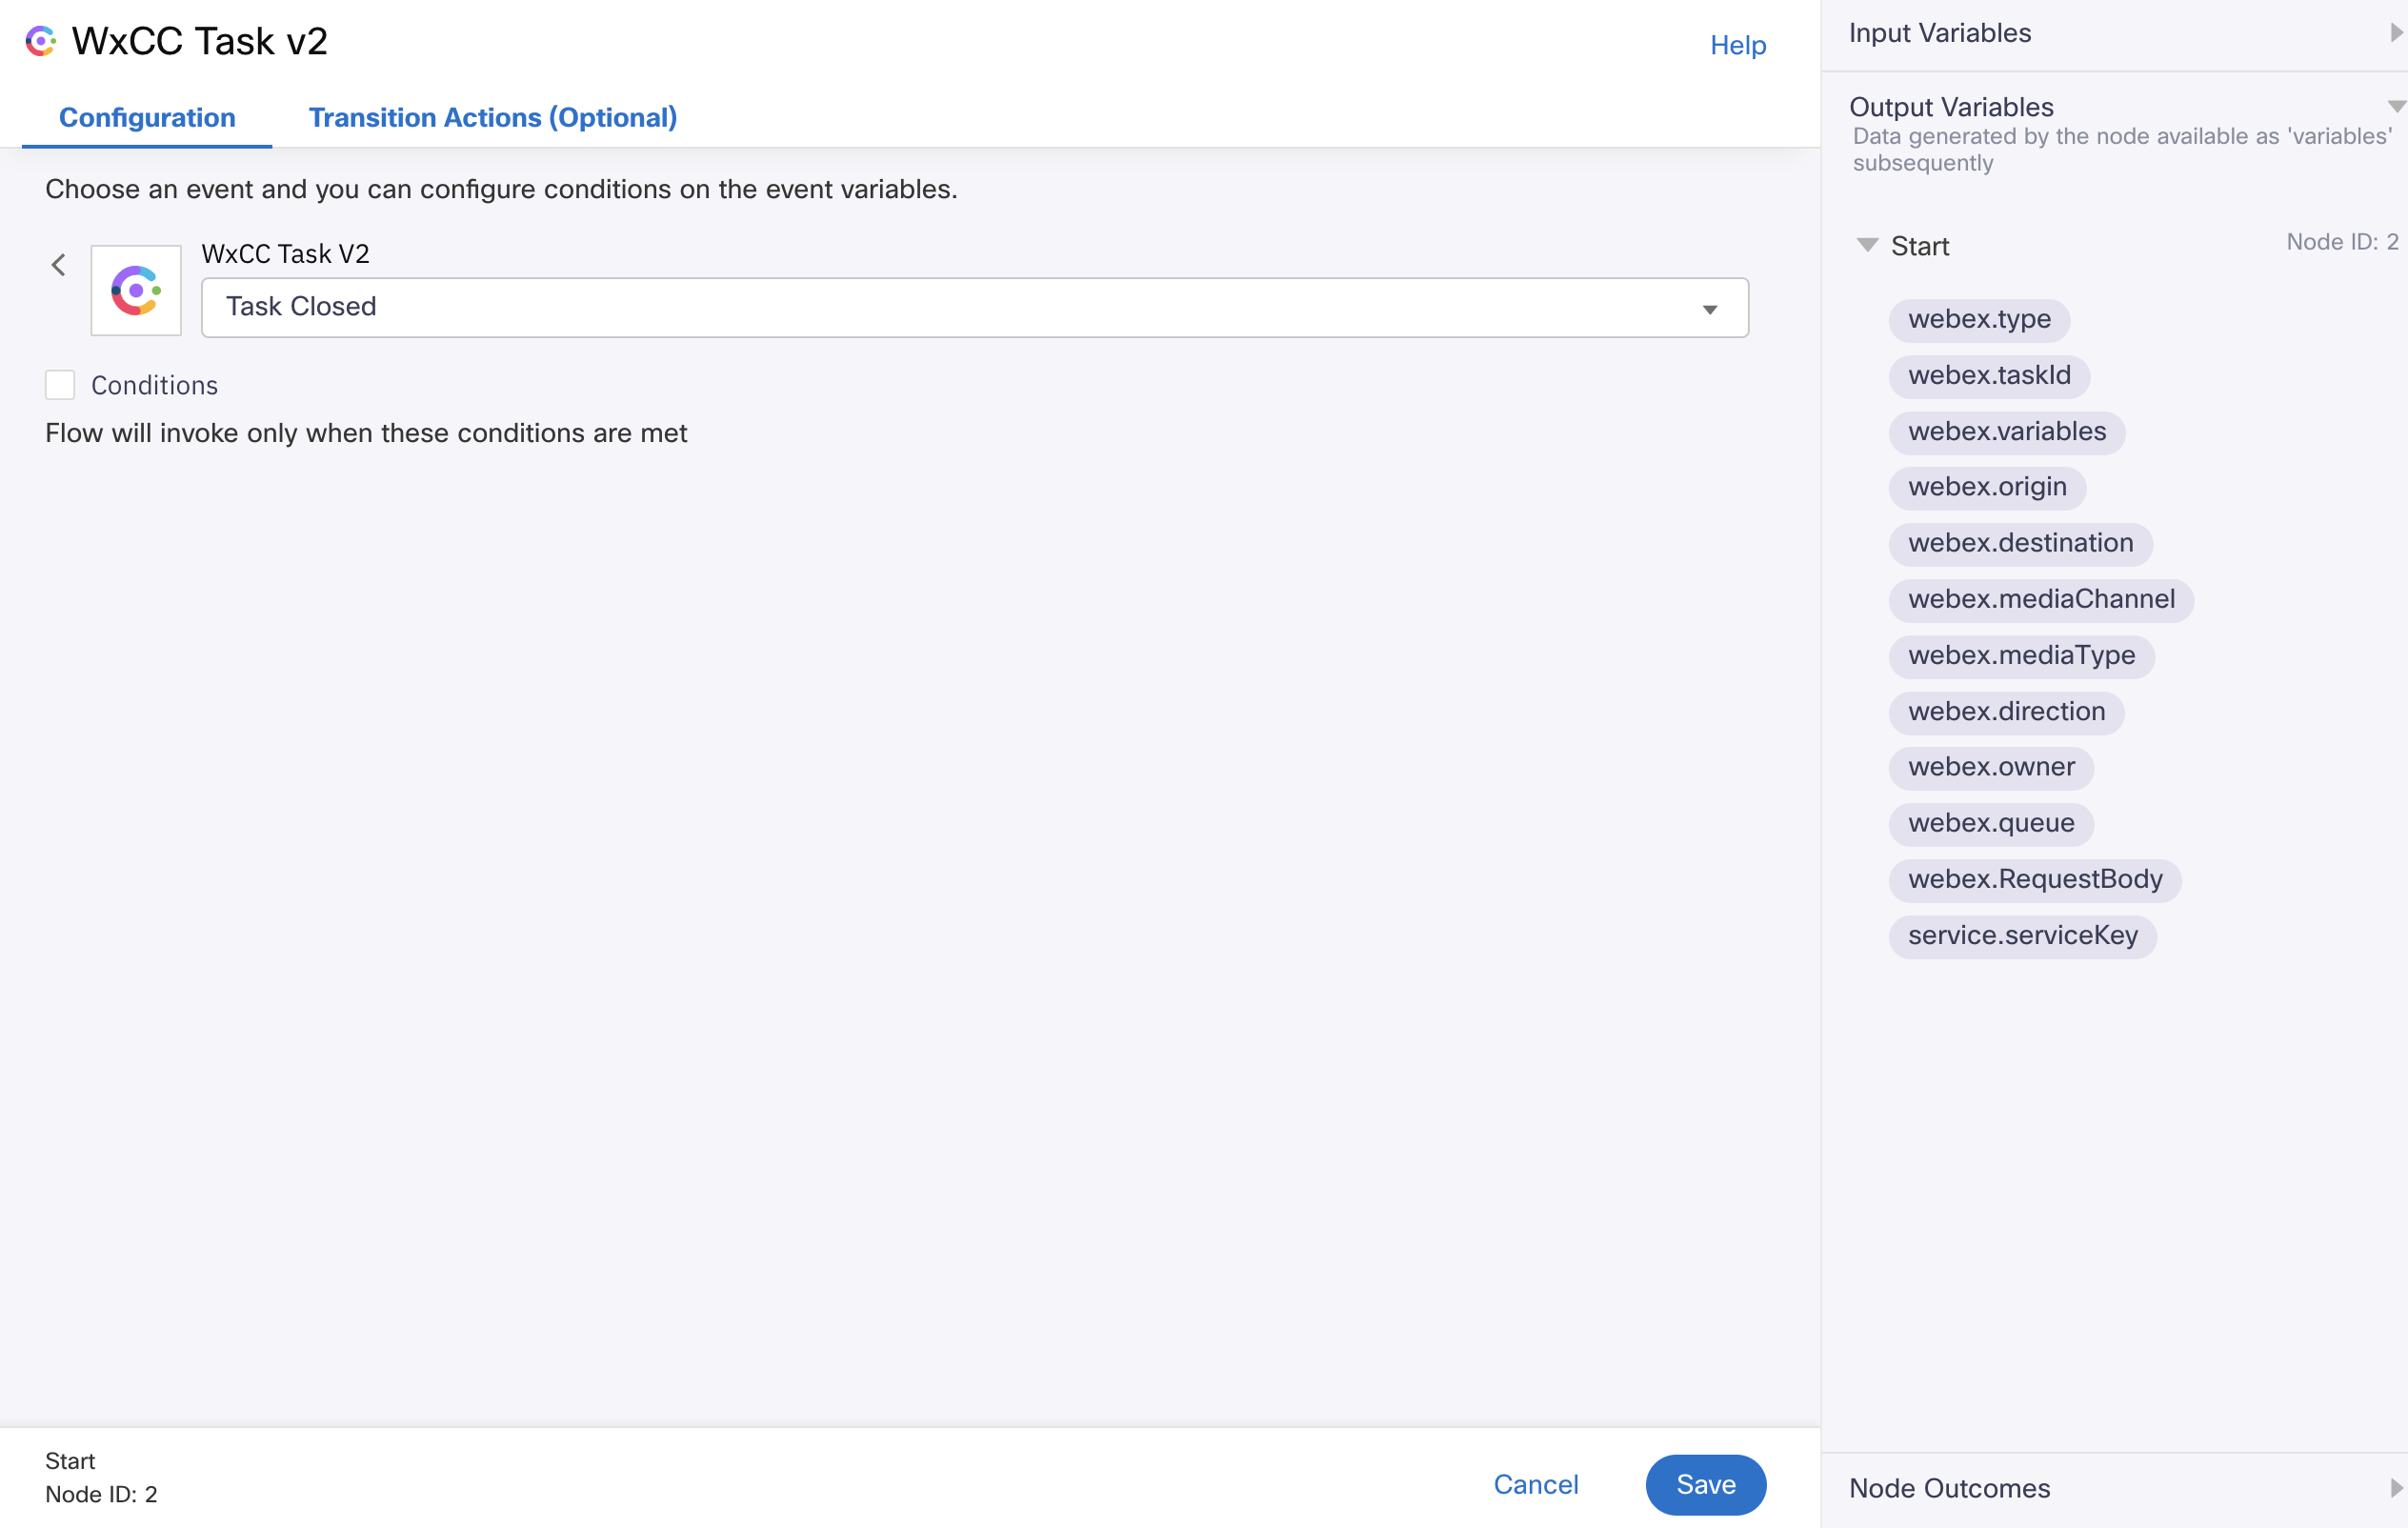 WxCC Task v2
Help
Configuration
Transition Actions (Optional)
Choose an event and you can configure conditions on the event variables.
WxCC Task V2
Task Closed
Conditions
Flow will invoke only when these conditions are met
Start
Node ID: 2
Cancel
Save
Input Variables
Output Variables
Data generated by the node available as 'variables'
subsequently
Start
Node ID: 2
webex.type
webex.taskId
webex.variables
webex.origin
webex.destination
webex.mediaChannel
webex.mediaType
webex.direction
webex.owner
webex.queue
webex.RequestBody
service.serviceKey
Node Outcomes